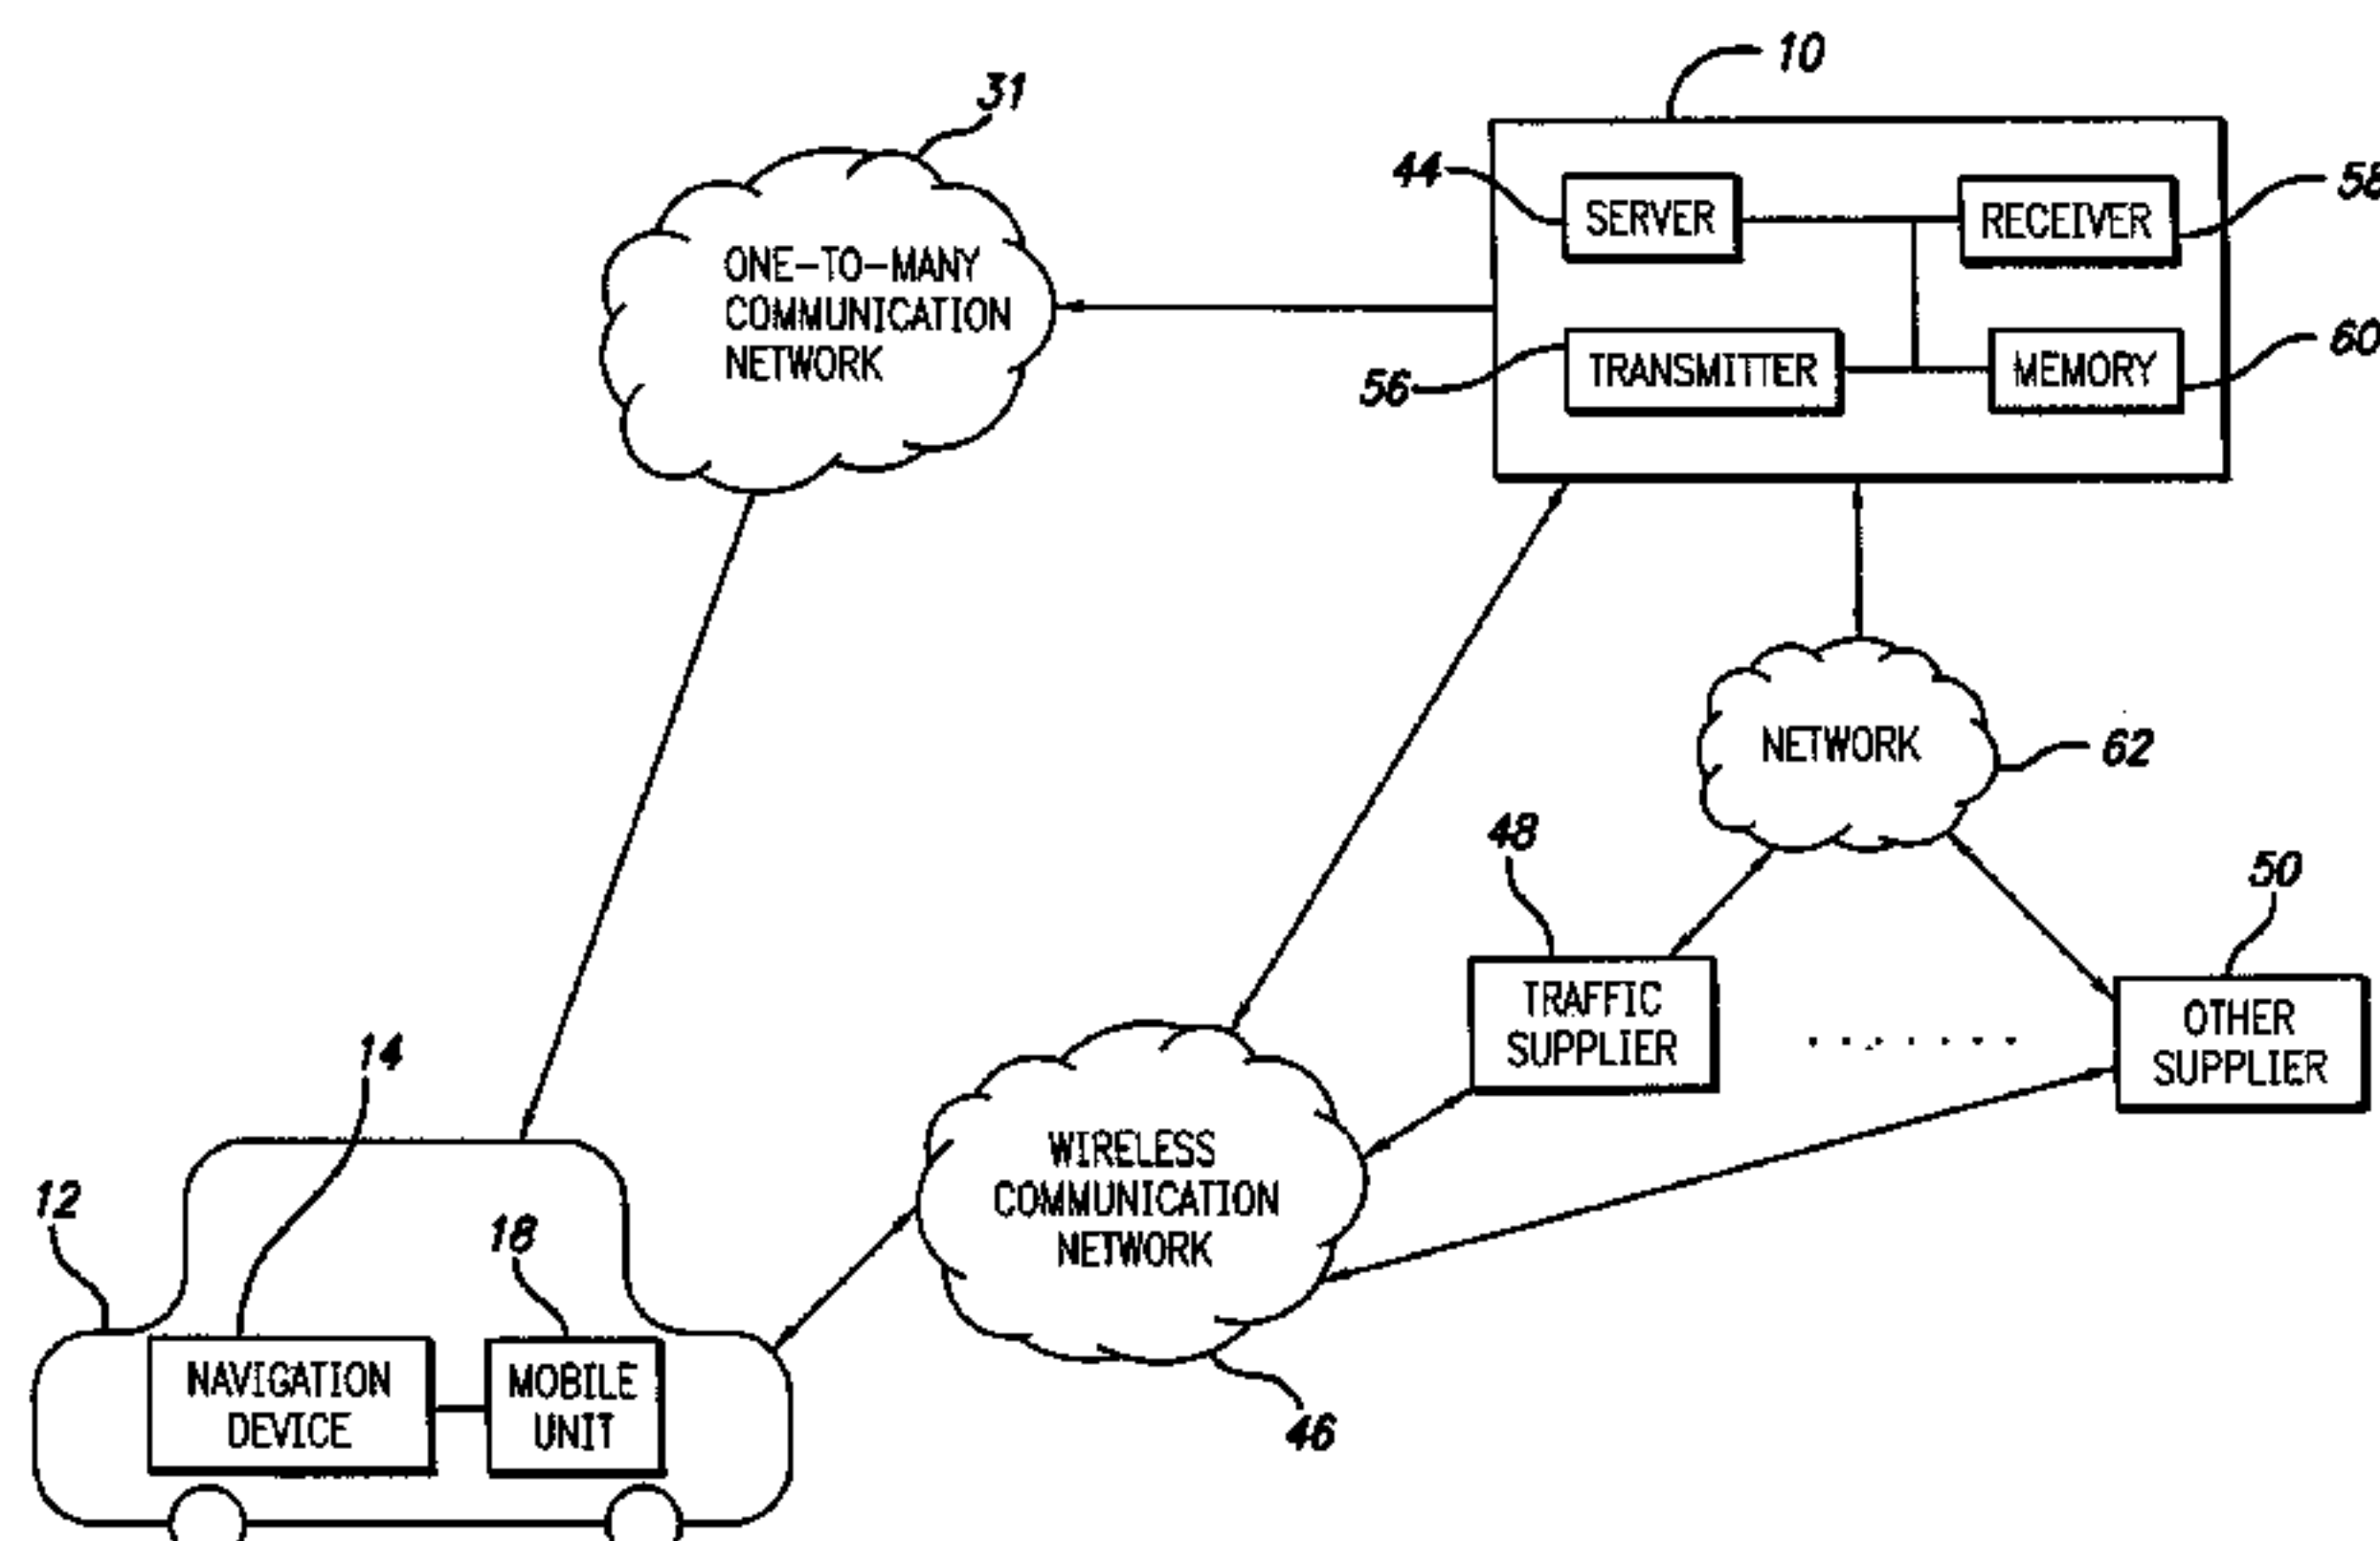 10
31
44
SERVER
RECEIVER
58
ONE-TO-MANY
COMMUNICATION
NETWORK
56
TRANSMITTER
MEMORY
60
NETWORK
62
48
50
TRAFFIC
SUPPLIER
OTHER
SUPPLIER
14
12
18
WIRELESS
COMMUNICATION
NETWORK
NAVIGATION
DEVICE
MOBILE
UNIT
46